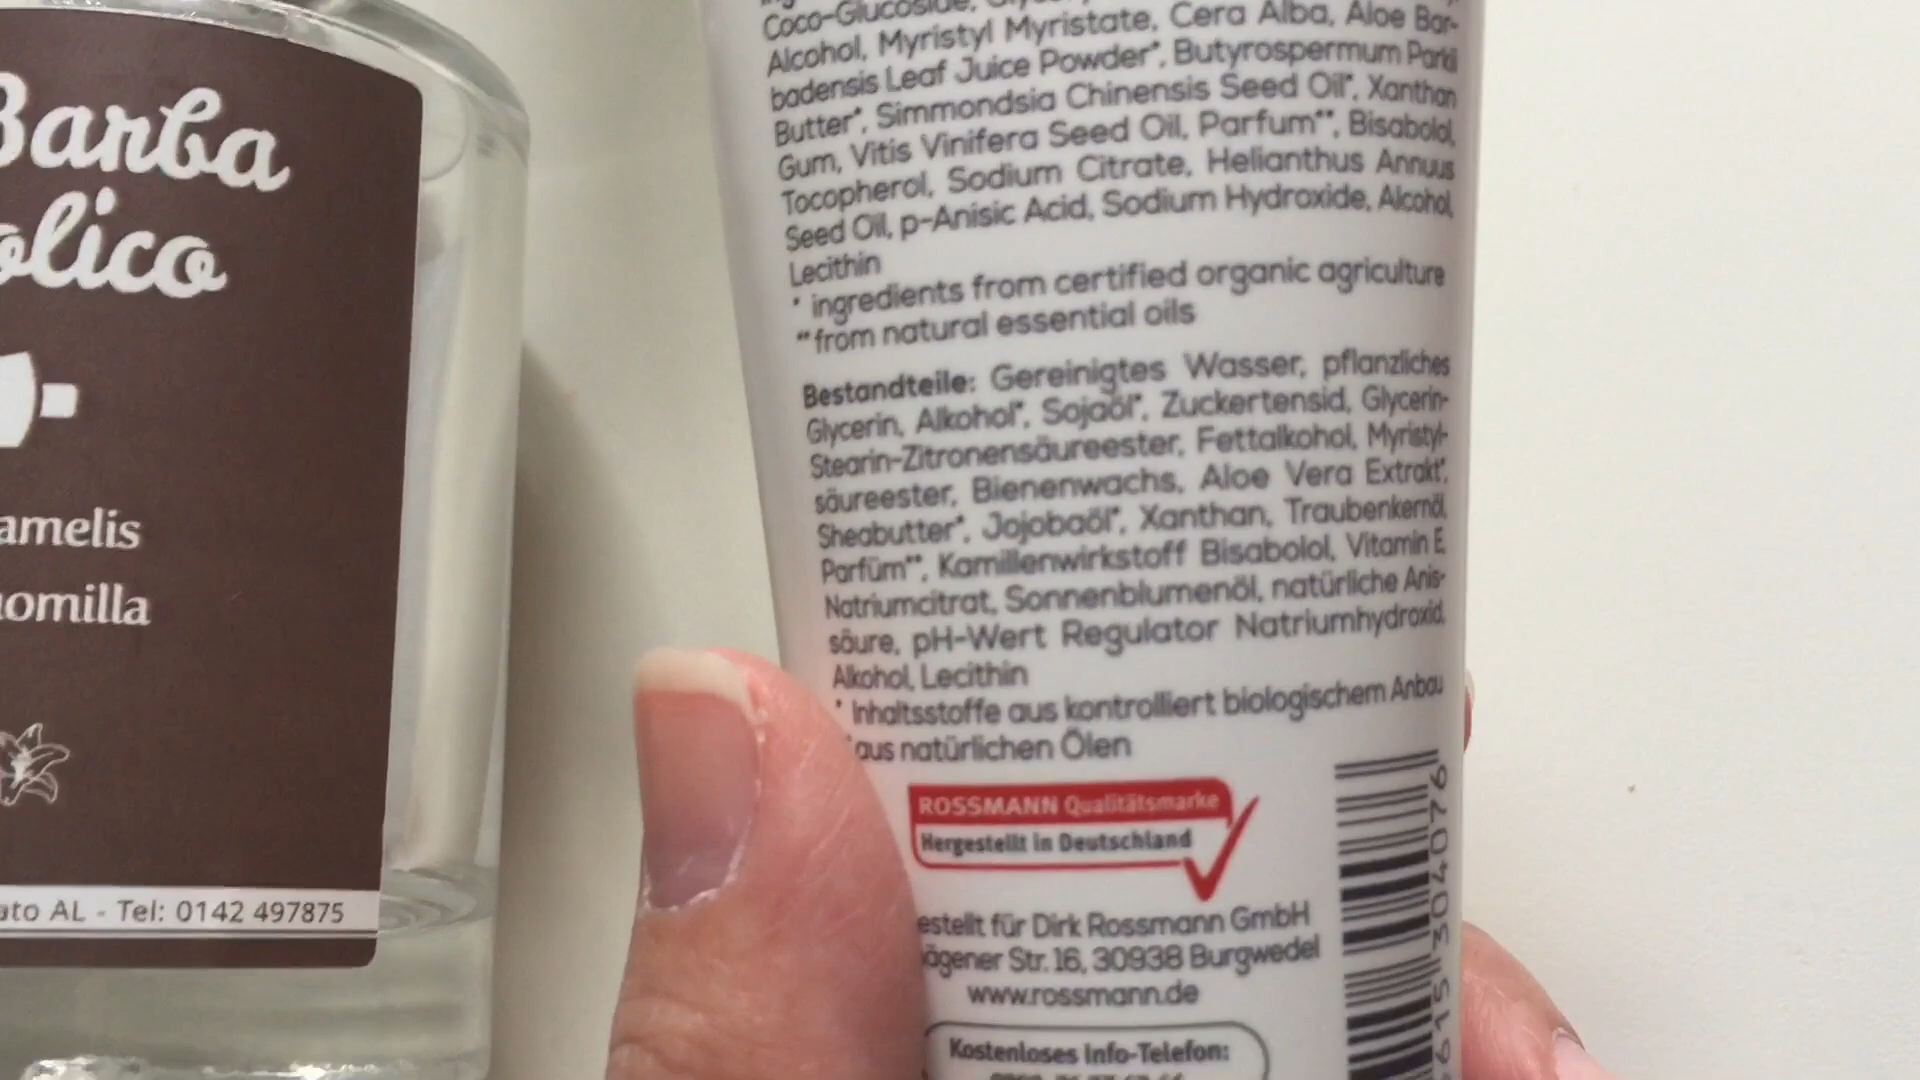 Barba
olico
amelis
omilla
ato AL - Tel: 0142 497875
Coco-Glucoside,
Alcohol, Myristyl Myristate, Cera Alba, Aloe Bar-
badensis Leaf Juice Powder*, Butyrospermum Parkii
Butter*, Simmondsia Chinensis Seed Oil*, Xanthan
Gum, Vitis Vinifera Seed Oil, Parfum**, Bisabolol,
Tocopherol, Sodium Citrate, Helianthus Annuus
Seed Oil, p-Anisic Acid, Sodium Hydroxide, Alcohol,
Lecithin
* ingredients from certified organic agriculture
**from natural essential oils
Bestandteile: Gereinigtes Wasser, pflanzliches
Glycerin, Alkohol*, Sojaöl*, Zuckertensid, Glycerin-
Stearin-Zitronensäureester, Fettalkohol, Myristyl-
säureester, Bienenwachs, Aloe Vera Extrakt*,
Sheabutter*, Jojobaöl*, Xanthan, Traubenkernöl,
Parfüm**, Kamillenwirkstoff Bisabolol, Vitamin E,
Natriumcitrat, Sonnenblumenöl, natürliche Anis-
säure, pH-Wert Regulator Natriumhydroxid,
Alkohol, Lecithin
* Inhaltsstoffe aus kontrolliert biologischem Anbau
aus natürlichen Ölen
ROSSMANN Qualitätsmarke
Hergestellt in Deutschland
estellt für Dirk Rossmann GmbH
ägener Str. 16, 30938 Burgwedel
www.rossmann.de
Kostenloses Info-Telefon:
615 304076